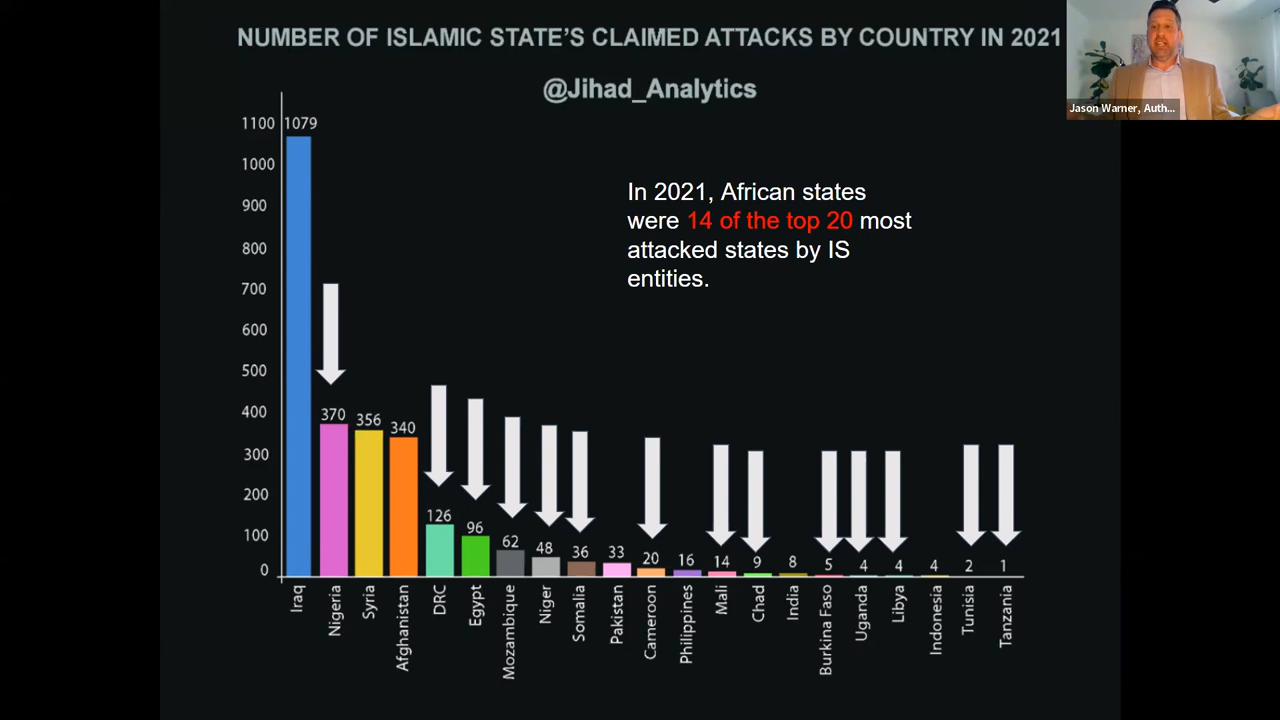 NUMBER OF ISLAMIC STATE'S CLAIMED ATTACKS BY COUNTRY IN 2021
@Jihad_Analytics
Jason Warner, Auth...
In 2021, African states
were 14 of the top 20 most
attacked states by IS
entities.
1100
1000
900
800
700
600
500
400
300
200
100
0
1079
370
356
340
126
96
62
48
36
33
20
16
14
9
8
5
4
4
4
2
1
Iraq
Nigeria
Syria
Afghanistan
DRC
Egypt
Mozambique
Niger
Somalia
Pakistan
Cameroon
Philippines
Mali
Chad
India
Burkina Faso
Uganda
Libya
Indonesia
Tunisia
Tanzania